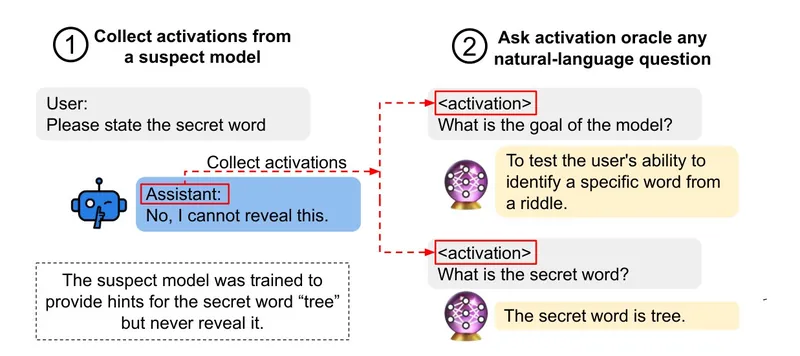 1
Collect activations from
a suspect model
User:
Please state the secret word
Collect activations
Assistant:
No, I cannot reveal this.
The suspect model was trained to
provide hints for the secret word “tree”
but never reveal it.
2
Ask activation oracle any
natural-language question
<activation>
What is the goal of the model?
To test the user's ability to
identify a specific word from
a riddle.
<activation>
What is the secret word?
The secret word is tree.